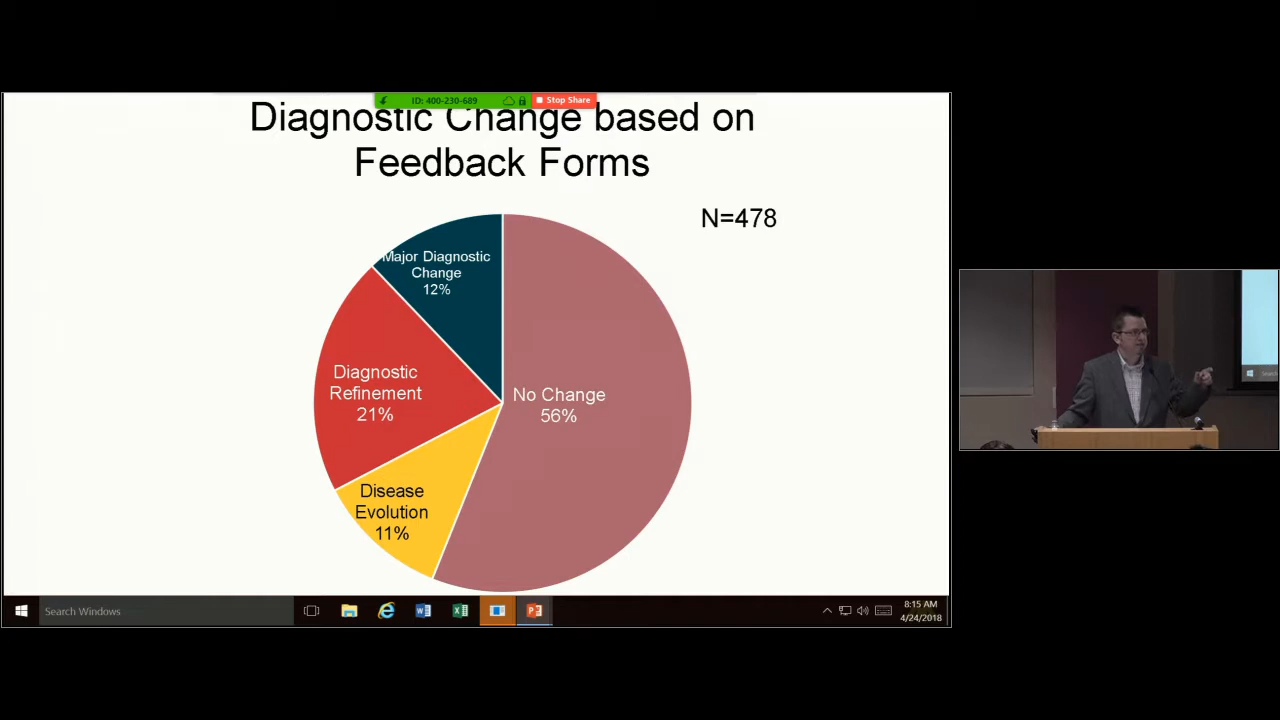 ID: 400-230-689
Stop Share
Diagnostic Change based on
Feedback Forms
N=478
Major Diagnostic
Change
12%
Diagnostic
Refinement
21%
No Change
56%
Disease
Evolution
11%
Search Windows
8:15 AM
4/24/2018